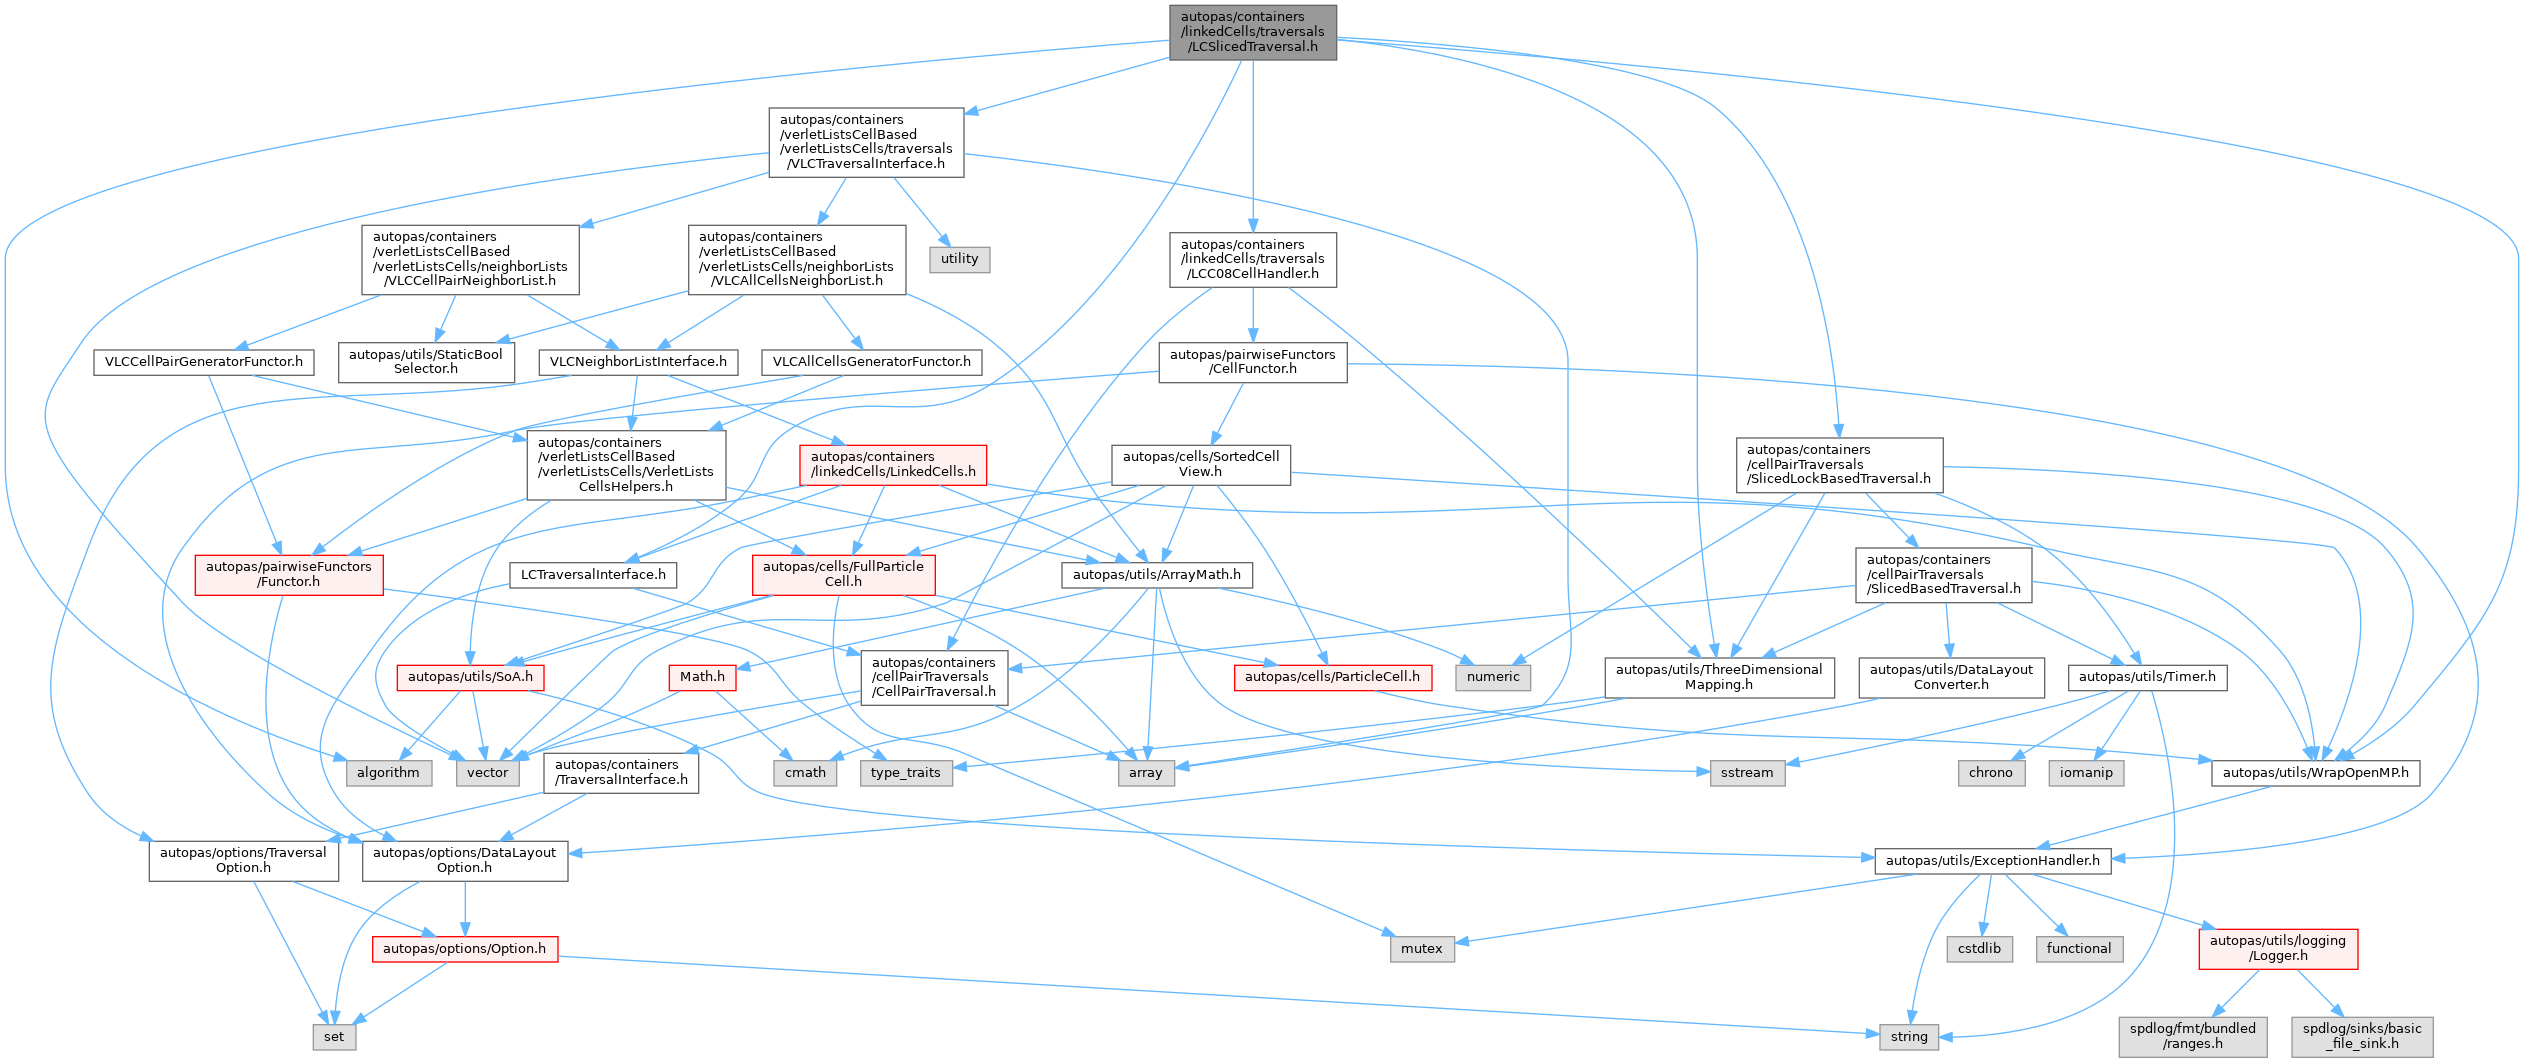 autopas/containers
/linkedCells/traversals
/LCSlicedTraversal.h
autopas/containers
/verletListsCellBased
/verletListsCells/traversals
/VLCTraversalInterface.h
autopas/containers
/verletListsCellBased
/verletListsCells/neighborLists
/VLCCellPairNeighborList.h
autopas/containers
/verletListsCellBased
/verletListsCells/neighborLists
/VLCAllCellsNeighborList.h
utility
autopas/containers
/linkedCells/traversals
/LCC08CellHandler.h
VLCCellPairGeneratorFunctor.h
autopas/utils/StaticBool
Selector.h
VLCNeighborListInterface.h
VLCAllCellsGeneratorFunctor.h
autopas/pairwiseFunctors
/CellFunctor.h
autopas/containers
/verletListsCellBased
/verletListsCells/VerletLists
CellsHelpers.h
autopas/containers
/linkedCells/LinkedCells.h
autopas/cells/SortedCell
View.h
autopas/containers
/cellPairTraversals
/SlicedLockBasedTraversal.h
autopas/pairwiseFunctors
/Functor.h
LCTraversalInterface.h
autopas/cells/FullParticle
Cell.h
autopas/utils/ArrayMath.h
autopas/containers
/cellPairTraversals
/SlicedBasedTraversal.h
autopas/utils/SoA.h
Math.h
autopas/containers
/cellPairTraversals
/CellPairTraversal.h
autopas/cells/ParticleCell.h
numeric
autopas/utils/ThreeDimensional
Mapping.h
autopas/utils/DataLayout
Converter.h
autopas/utils/Timer.h
algorithm
vector
autopas/containers
/TraversalInterface.h
cmath
type_traits
array
sstream
chrono
iomanip
autopas/utils/WrapOpenMP.h
autopas/options/Traversal
Option.h
autopas/options/DataLayout
Option.h
autopas/utils/ExceptionHandler.h
autopas/options/Option.h
mutex
cstdlib
functional
autopas/utils/logging
/Logger.h
set
string
spdlog/fmt/bundled
/ranges.h
spdlog/sinks/basic
_file_sink.h